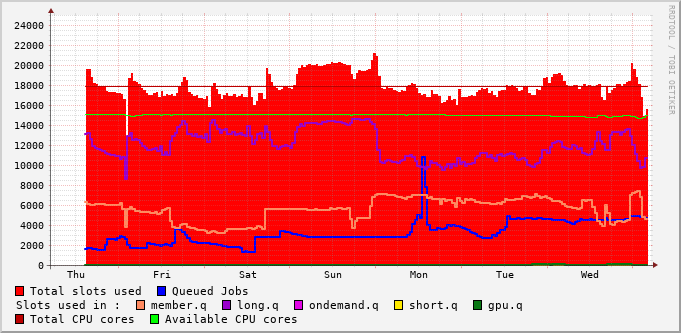 RRDTOOL / TOBI OETIKER
24000
22000
20000
18000
16000
14000
12000
10000
8000
6000
4000
2000
0
Thu Fri Sat Sun Mon Tue Wed
Total slots used Queued Jobs
Slots used in : member.q long.q ondemand.q short.q gpu.q
Total CPU cores Available CPU cores